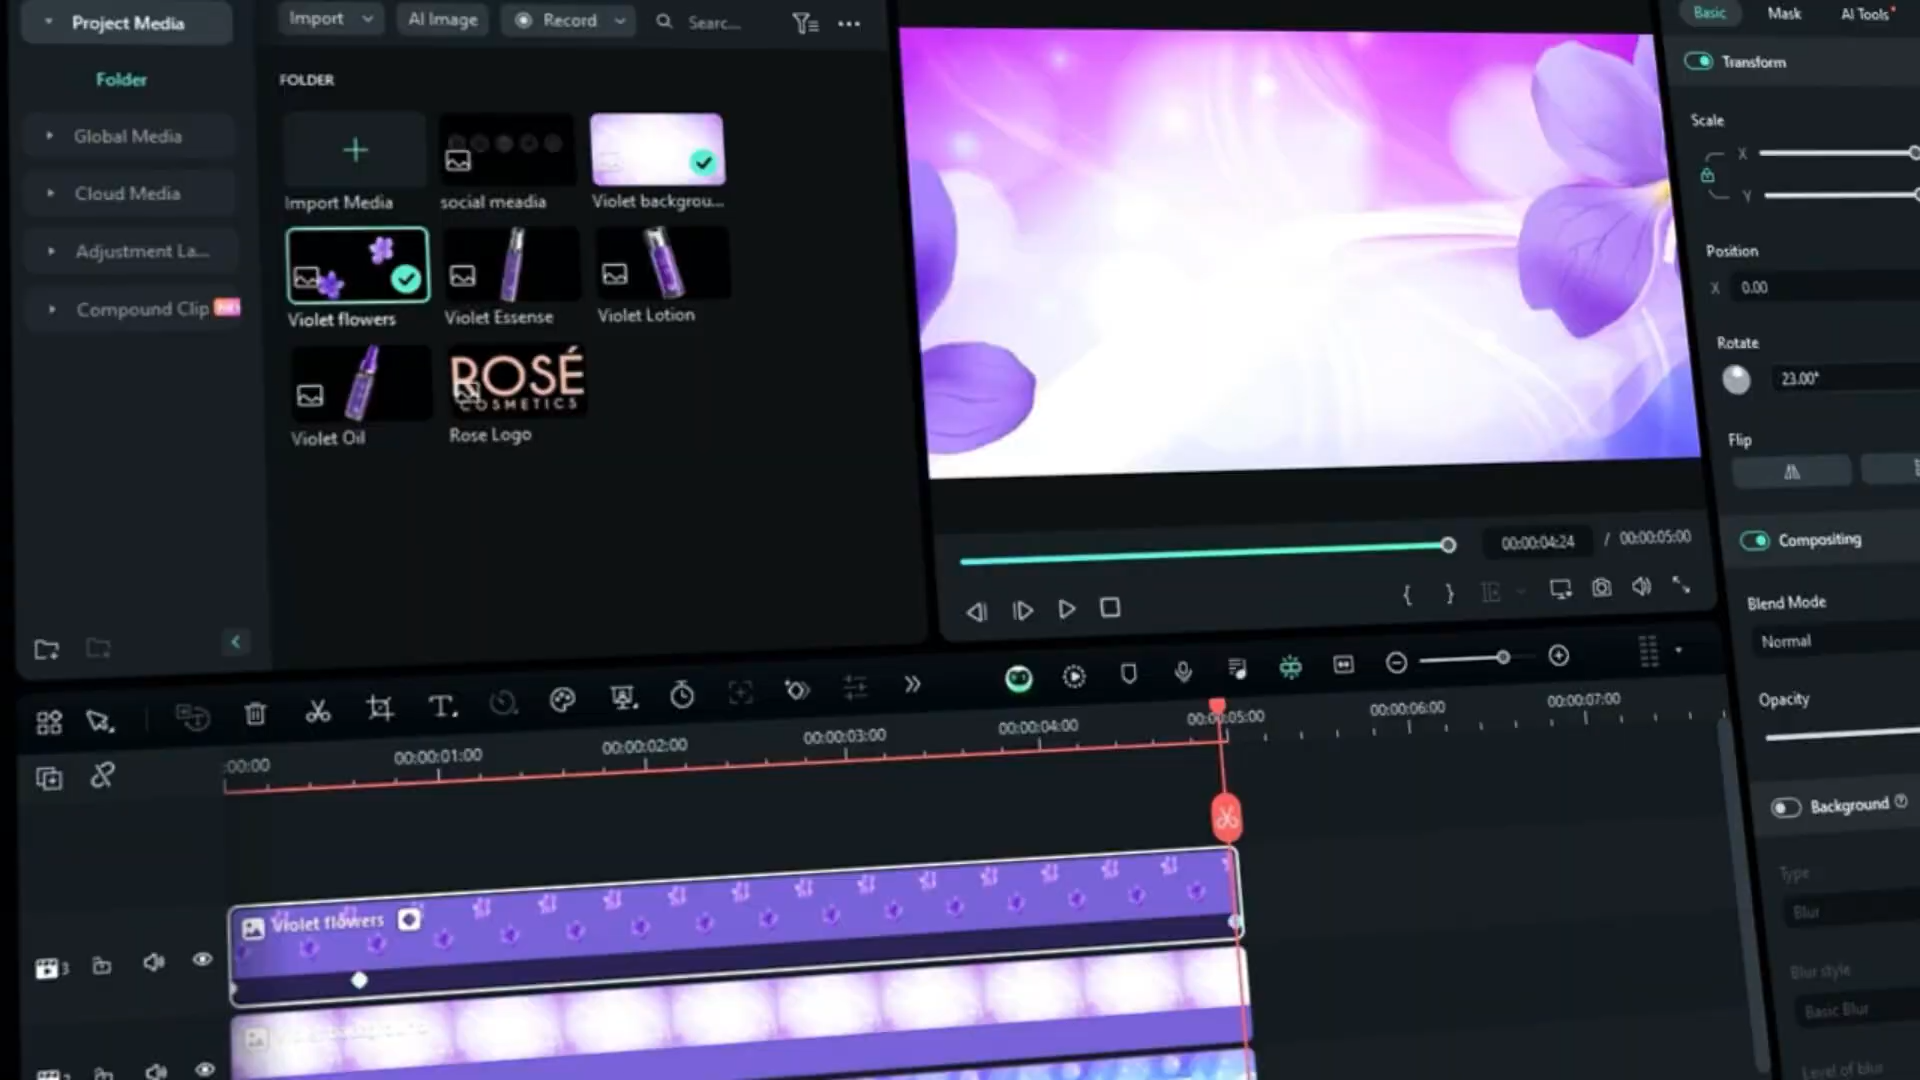 Project Media
Import
AI Image
Record
Searc...
Basic
Mask
AI Tools
Folder
FOLDER
Transform
Global Media
Cloud Media
Adjustment La...
Compound Clip
Import Media
social meadia
Violet backgrou...
Violet flowers
Violet Essense
Violet Lotion
ROSÉ
COSMETICS
Violet Oil
Rose Logo
Scale
X
Y
Position
X 0.00
Rotate
23.00°
Flip
00:00:04:24 / 00:00:05:00
Compositing
Blend Mode
Normal
Opacity
Background
Type
Blur
Blur style
Basic Blur
Level of blur
:00:00
00:00:01:00
00:00:02:00
00:00:03:00
00:00:04:00
00:00:05:00
00:00:06:00
00:00:07:00
Violet flowers
3